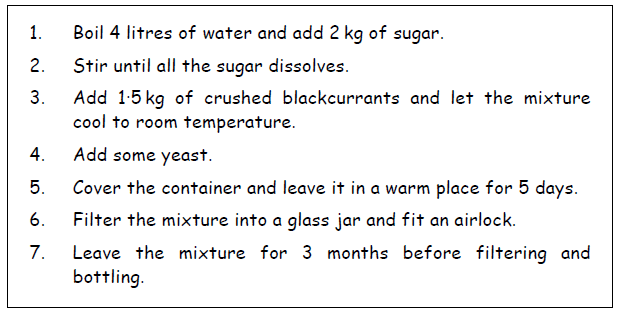 1. Boil 4 litres of water and add 2 kg of sugar.
2. Stir until all the sugar dissolves.
3. Add 1·5 kg of crushed blackcurrants and let the mixture
cool to room temperature.
4. Add some yeast.
5. Cover the container and leave it in a warm place for 5 days.
6. Filter the mixture into a glass jar and fit an airlock.
7. Leave the mixture for 3 months before filtering and
bottling.